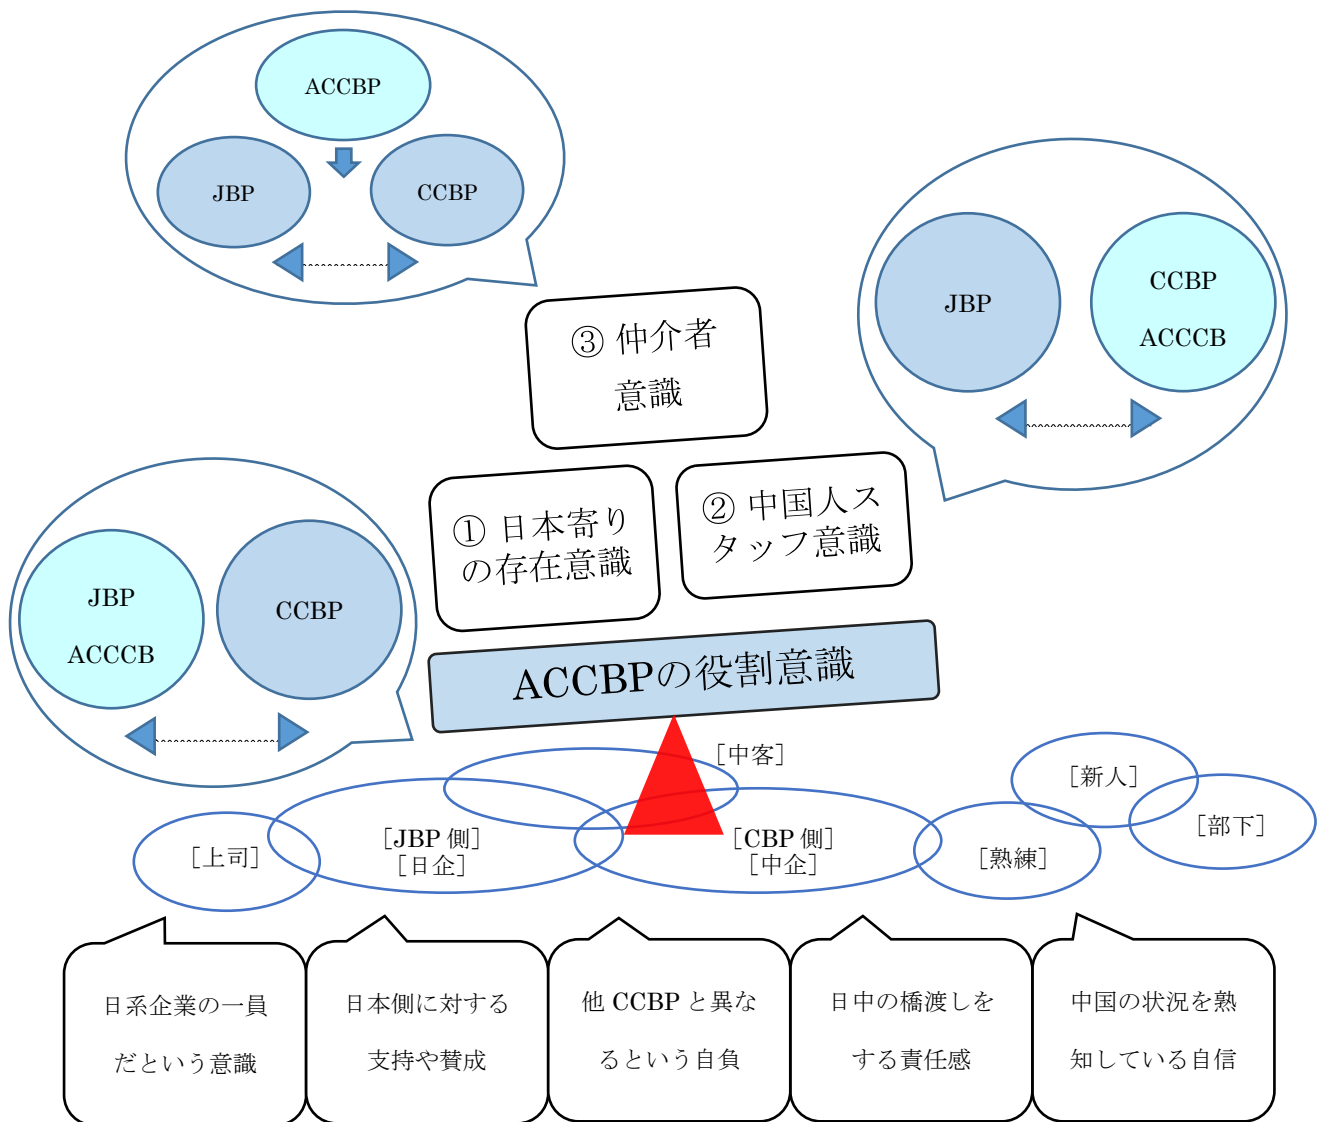 ACCBP
JBP
CCBP
JBP
CCBP
ACCCB
③ 仲介者
意識
① 日本寄り
の存在意識
② 中国人ス
タッフ意識
JBP
ACCCB
CCBP
ACCBPの役割意識
［中客］
［新人］
［部下］
［上司］
［JBP 側］
［日企］
［CBP 側］
［中企］
［熟練］
日系企業の一員
だという意識
日本側に対する
支持や賛成
他 CCBP と異な
るという自負
日中の橋渡しを
する責任感
中国の状況を熟
知している自信